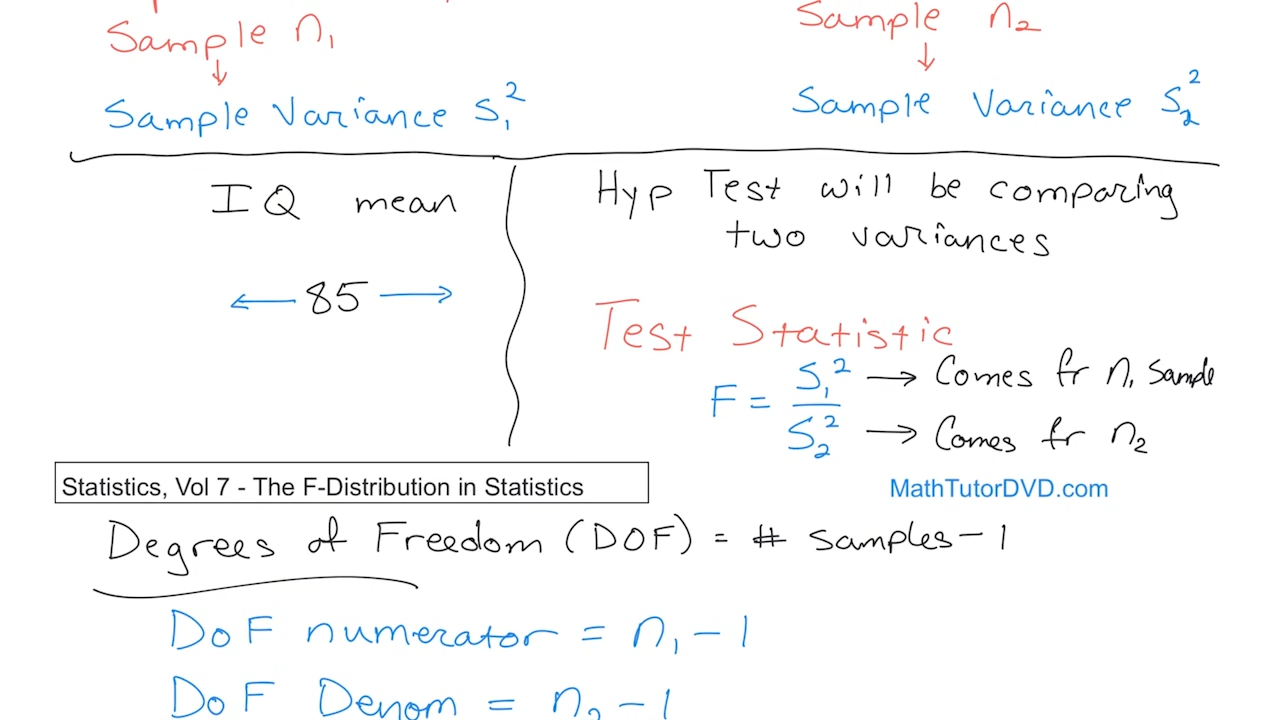 Sample n₁
Sample n₂
↓
↓
Sample Variance S₁²
Sample Variance S₂²
IQ mean
← 85 →
Hyp Test will be comparing
two variances
Test Statistic
F = S₁² / S₂²
S₁² → Comes fr n₁ Sample
S₂² → Comes fr n₂
Statistics, Vol 7 - The F-Distribution in Statistics
MathTutorDVD.com
Degrees of Freedom (DOF) = # samples - 1
DoF numerator = n₁ - 1
DoF Denom = n₂ - 1